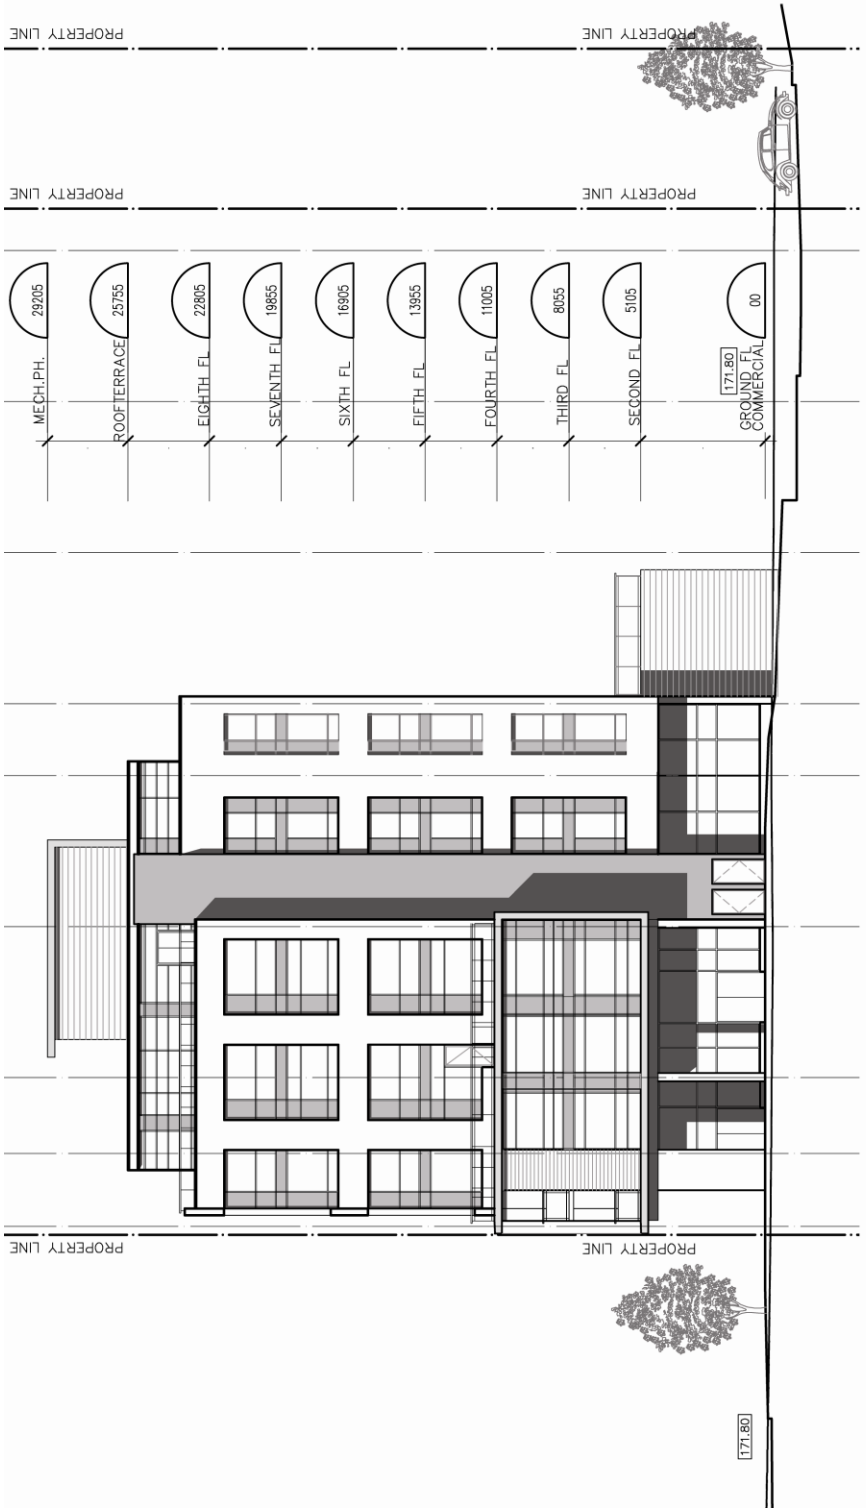 PROPERTY LINE
PROPERTY LINE
PROPERTY LINE
PROPERTY LINE
29205
MECH.PH.
25755
ROOFTERRACE
22805
EIGHTH FL
19855
SEVENTH FL
16905
SIXTH FL
13955
FIFTH FL
11005
FOURTH FL
8055
THIRD FL
5105
SECOND FL
00
171.80
GROUND FL
COMMERCIAL
PROPERTY LINE
PROPERTY LINE
171.80